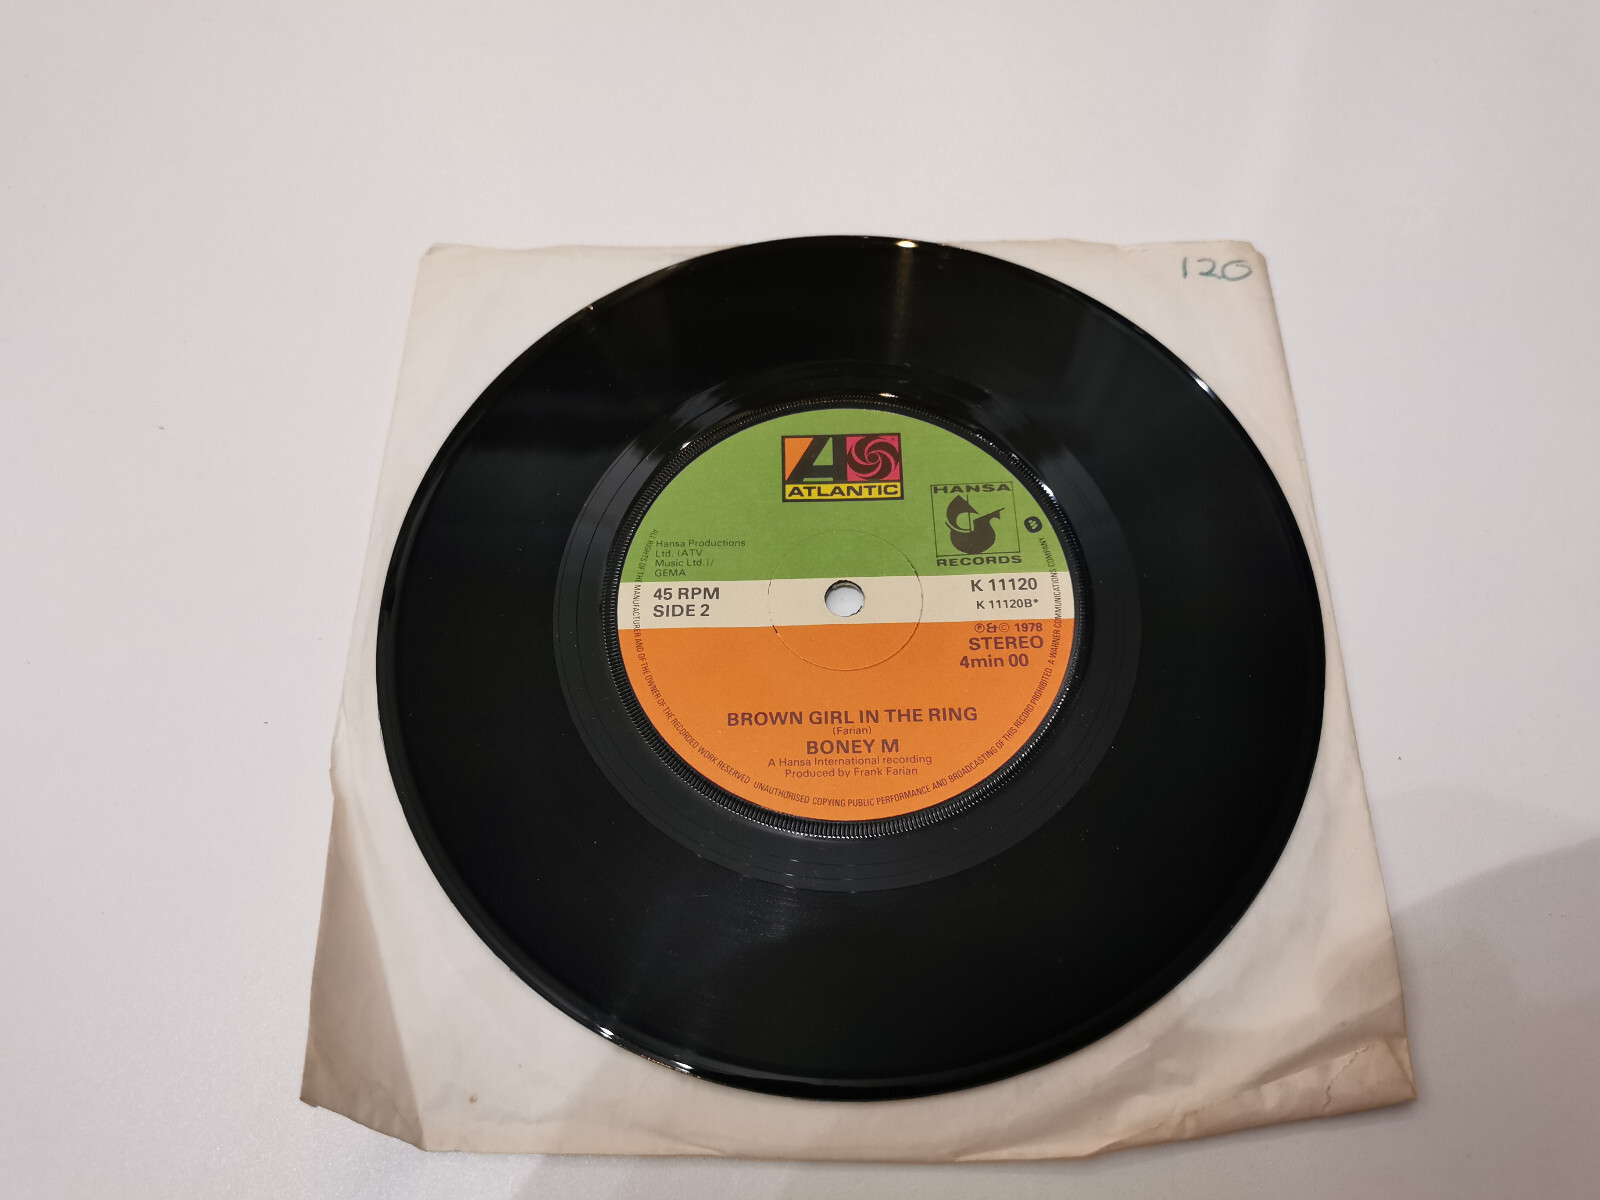 120
ATLANTIC
HANSA
RECORDS
Hansa Productions
Ltd. (ATV
Music Ltd.)/
GEMA
45 RPM
SIDE 2
K 11120
K 11120B*
℗&© 1978
STEREO
4min 00
BROWN GIRL IN THE RING
(Farian)
BONEY M
A Hansa International recording
Produced by Frank Farian
ALL RIGHTS OF THE MANUFACTURER AND OF THE OWNER OF THE RECORDED WORK RESERVED · UNAUTHORISED COPYING PUBLIC PERFORMANCE AND BROADCASTING OF THIS RECORD PROHIBITED · A WARNER COMMUNICATIONS COMPANY